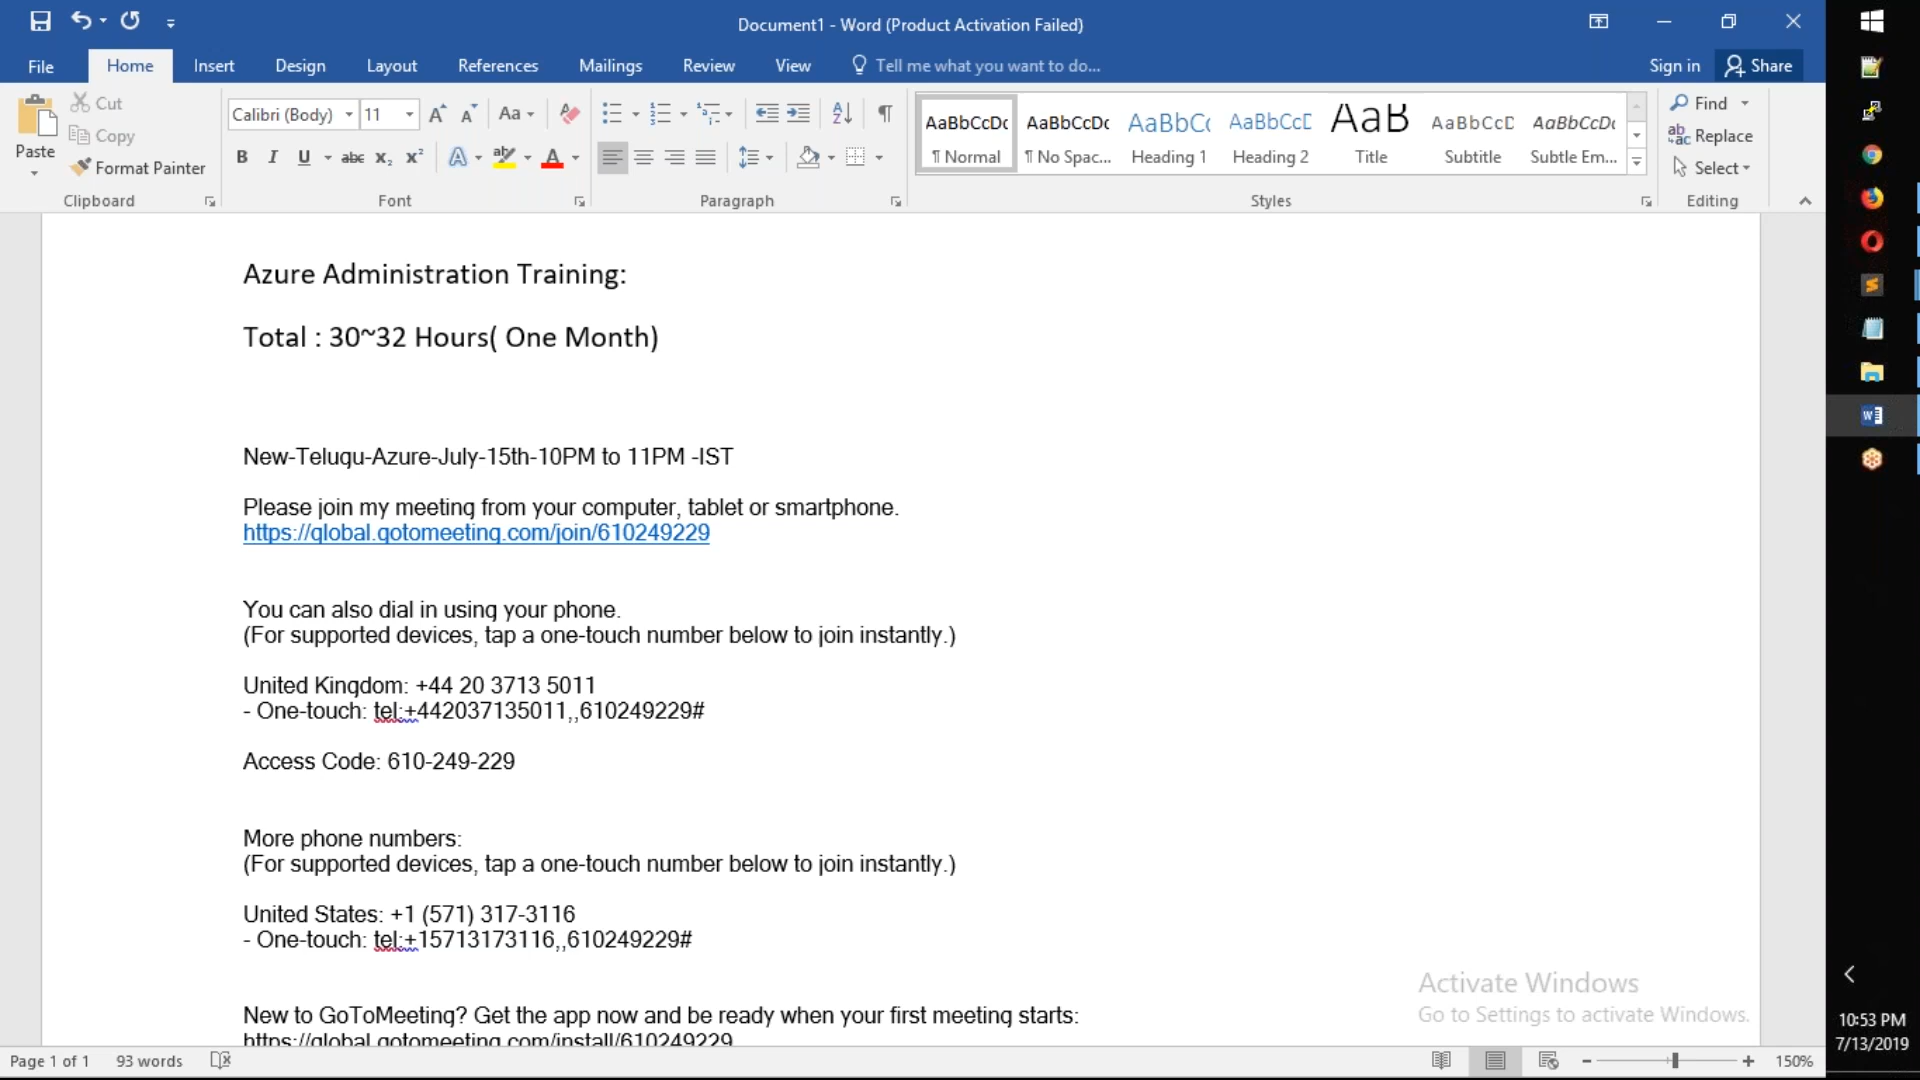 Document1 - Word (Product Activation Failed)
File Home Insert Design Layout References Mailings Review View Tell me what you want to do... Sign in Share
Paste
Cut
Copy
Format Painter
Clipboard
Calibri (Body) 11
Font
Paragraph
AaBbCcDc AaBbCcDc AaBbCc AaBbCcD AaB AaBbCcD AaBbCcDc
¶ Normal ¶ No Spac... Heading 1 Heading 2 Title Subtitle Subtle Em...
Styles
Find
Replace
Select
Editing
Azure Administration Training:
Total : 30~32 Hours( One Month)
New-Telugu-Azure-July-15th-10PM to 11PM -IST
Please join my meeting from your computer, tablet or smartphone.
https://global.gotomeeting.com/join/610249229
You can also dial in using your phone.
(For supported devices, tap a one-touch number below to join instantly.)
United Kingdom: +44 20 3713 5011
- One-touch: tel:+442037135011,,610249229#
Access Code: 610-249-229
More phone numbers:
(For supported devices, tap a one-touch number below to join instantly.)
United States: +1 (571) 317-3116
- One-touch: tel:+15713173116,,610249229#
New to GoToMeeting? Get the app now and be ready when your first meeting starts:
https://global.gotomeeting.com/install/610249229
Activate Windows
Go to Settings to activate Windows.
Page 1 of 1 93 words 150%
10:53 PM
7/13/2019